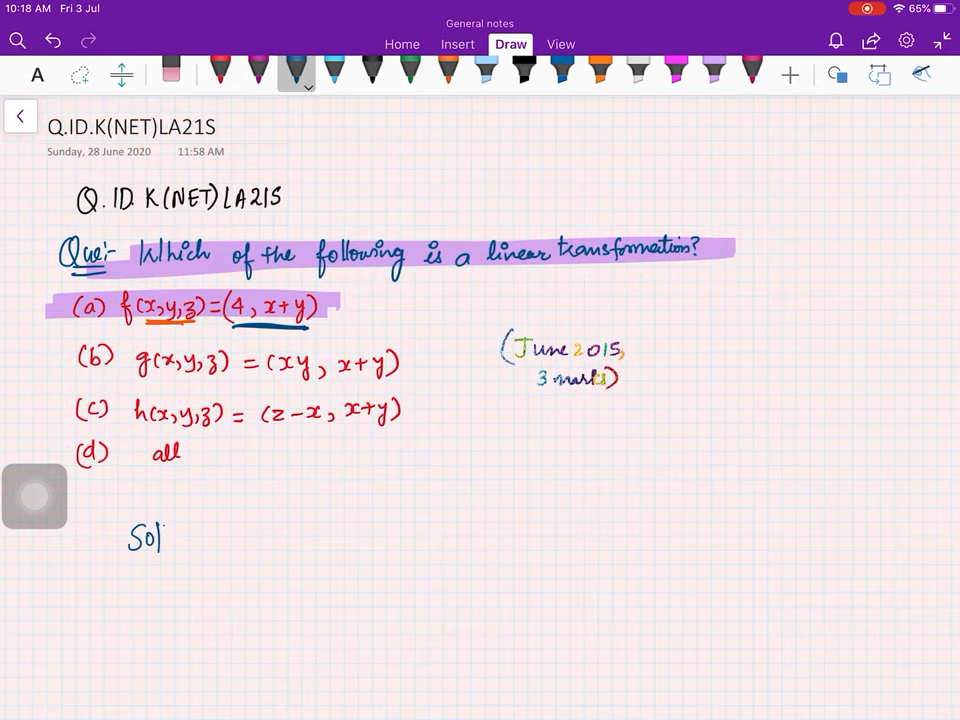 10:18 AM Fri 3 Jul
65%
General notes
Home Insert Draw View
A
Q.ID.K(NET)LA21S
Sunday, 28 June 2020 11:58 AM
Q.ID.K(NET)LA21S
Que:- Which of the following is a linear transformation?
(a) f(x,y,z)=(4, x+y)
(b) g(x,y,z) = (xy, x+y)
(June 2015,
3 marks)
(c) h(x,y,z) = (z-x, x+y)
(d) all
Sol